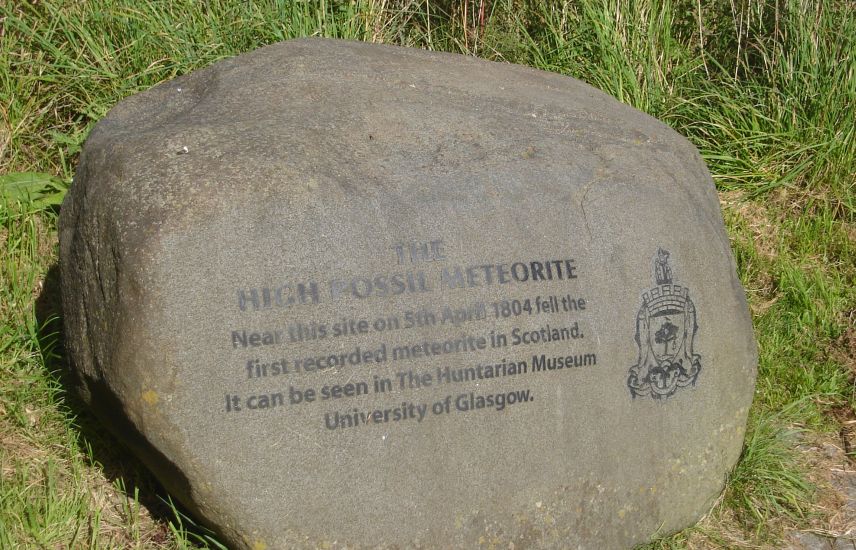 THE
HIGH POSSIL METEORITE
Near this site on 5th April 1804 fell the
first recorded meteorite in Scotland.
It can be seen in The Huntarian Museum
University of Glasgow.